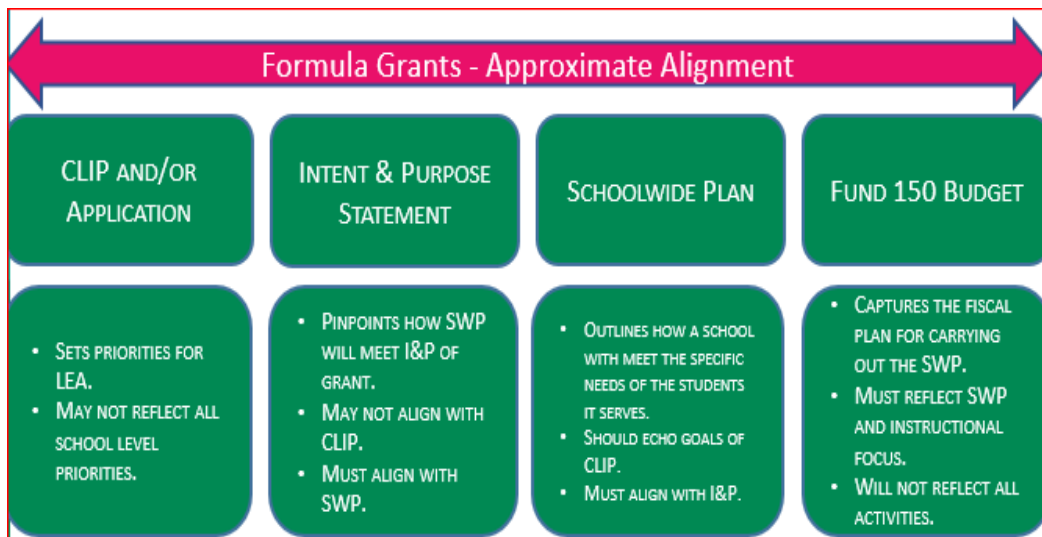 Formula Grants - Approximate Alignment
CLIP AND/OR
APPLICATION
INTENT & PURPOSE
STATEMENT
SCHOOLWIDE PLAN
FUND 150 BUDGET
• SETS PRIORITIES FOR
LEA.
• MAY NOT REFLECT ALL
SCHOOL LEVEL
PRIORITIES.
• PINPOINTS HOW SWP
WILL MEET I&P OF
GRANT.
• MAY NOT ALIGN WITH
CLIP.
• MUST ALIGN WITH
SWP.
• OUTLINES HOW A SCHOOL
WITH MEET THE SPECIFIC
NEEDS OF THE STUDENTS
IT SERVES.
• SHOULD ECHO GOALS OF
CLIP.
• MUST ALIGN WITH I&P.
• CAPTURES THE FISCAL
PLAN FOR CARRYING
OUT THE SWP.
• MUST REFLECT SWP
AND INSTRUCTIONAL
FOCUS.
• WILL NOT REFLECT ALL
ACTIVITIES.